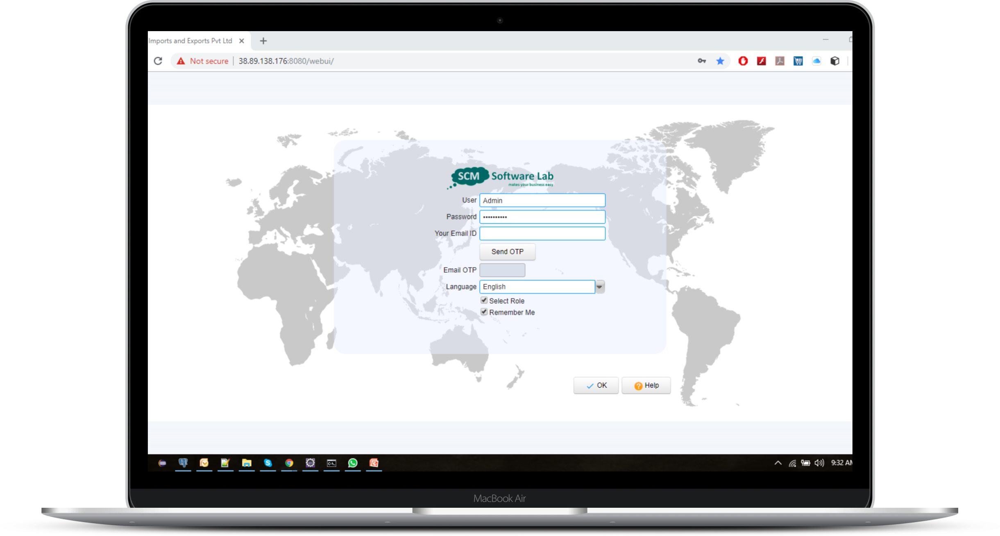 Imports and Exports Pvt Ltd
Not secure 38.89.138.176:8080/webui/
SCM Software Lab
makes your business easy
User Admin
Password ••••••••••
Your Email ID
Send OTP
Email OTP
Language English
Select Role
Remember Me
OK Help
C:\.
9:32 AM
MacBook Air